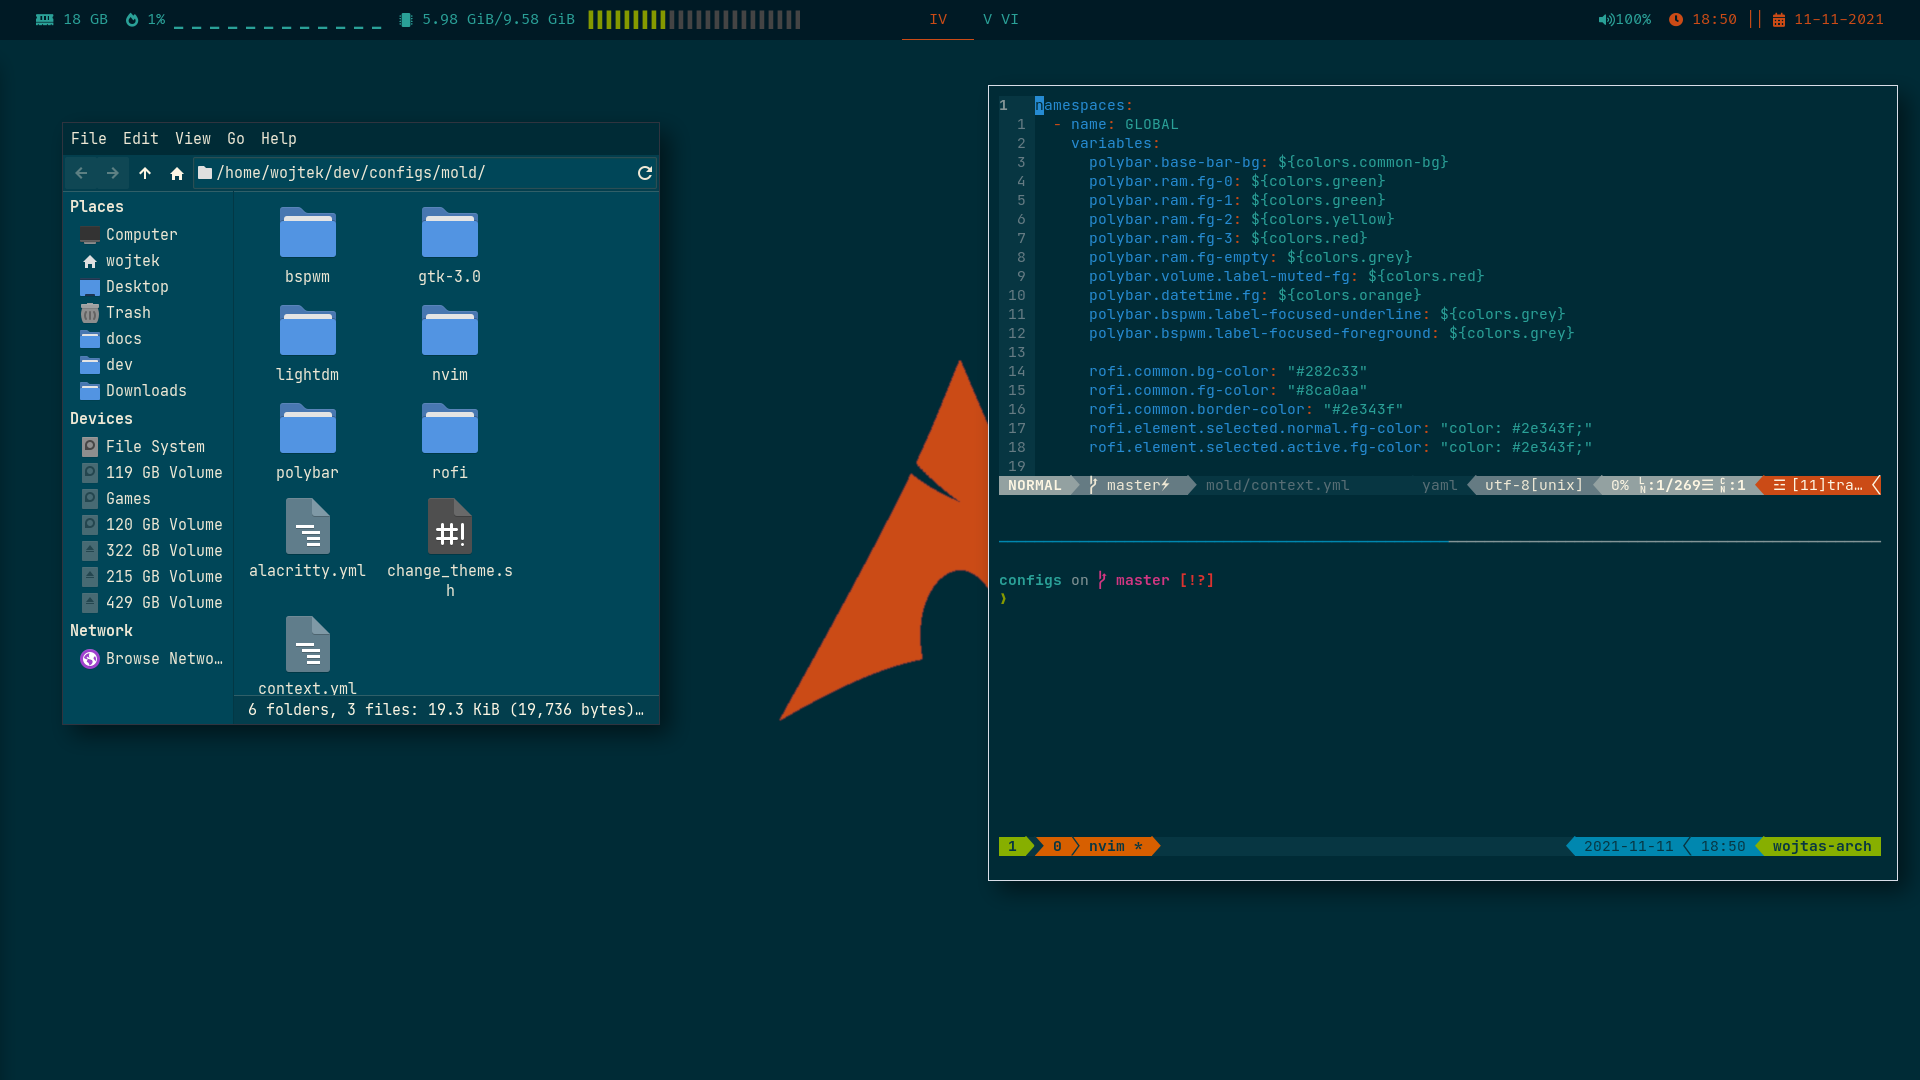 18 GB 1% 5.98 GiB/9.58 GiB IV V VI 100% 18:50 11-11-2021
File Edit View Go Help
/home/wojtek/dev/configs/mold/
Places
Computer
wojtek
Desktop
Trash
docs
dev
Downloads
Devices
File System
119 GB Volume
Games
120 GB Volume
322 GB Volume
215 GB Volume
429 GB Volume
Network
Browse Netwo…
bspwm gtk-3.0
lightdm nvim
polybar rofi
alacritty.yml change_theme.s
h
context.yml
6 folders, 3 files: 19.3 KiB (19,736 bytes)…
1 namespaces:
1 - name: GLOBAL
2 variables:
3 polybar.base-bar-bg: ${colors.common-bg}
4 polybar.ram.fg-0: ${colors.green}
5 polybar.ram.fg-1: ${colors.green}
6 polybar.ram.fg-2: ${colors.yellow}
7 polybar.ram.fg-3: ${colors.red}
8 polybar.ram.fg-empty: ${colors.grey}
9 polybar.volume.label-muted-fg: ${colors.red}
10 polybar.datetime.fg: ${colors.orange}
11 polybar.bspwm.label-focused-underline: ${colors.grey}
12 polybar.bspwm.label-focused-foreground: ${colors.grey}
13
14 rofi.common.bg-color: "#282c33"
15 rofi.common.fg-color: "#8ca0aa"
16 rofi.common.border-color: "#2e343f"
17 rofi.element.selected.normal.fg-color: "color: #2e343f;"
18 rofi.element.selected.active.fg-color: "color: #2e343f;"
19
NORMAL master⚡ mold/context.yml yaml utf-8[unix] 0% LN:1/269☰ CN:1 ☲ [11]tra…
configs on master [!?]
❯
1 0 nvim * 2021-11-11 18:50 wojtas-arch